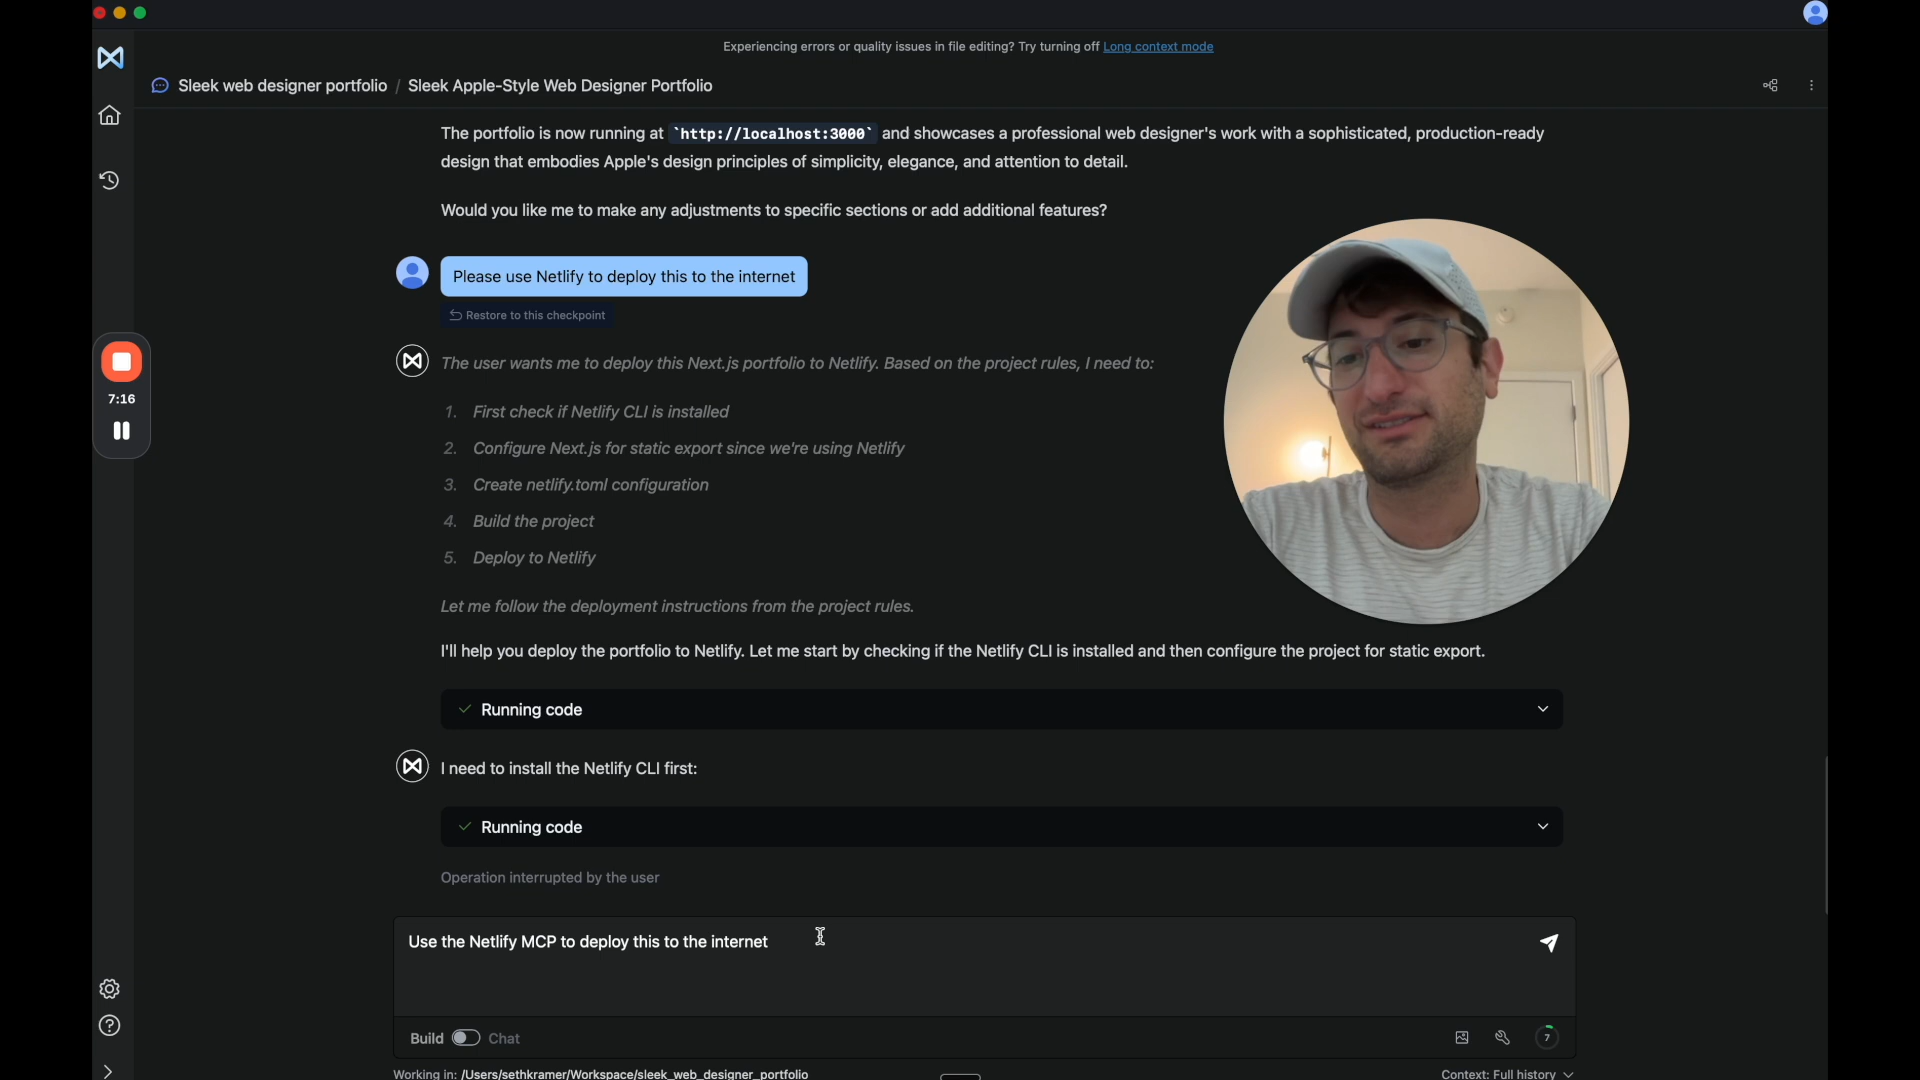 Experiencing errors or quality issues in file editing? Try turning off Long context mode
Sleek web designer portfolio / Sleek Apple-Style Web Designer Portfolio
The portfolio is now running at `http://localhost:3000` and showcases a professional web designer's work with a sophisticated, production-ready
design that embodies Apple's design principles of simplicity, elegance, and attention to detail.
Would you like me to make any adjustments to specific sections or add additional features?
Please use Netlify to deploy this to the internet
Restore to this checkpoint
The user wants me to deploy this Next.js portfolio to Netlify. Based on the project rules, I need to:
1. First check if Netlify CLI is installed
2. Configure Next.js for static export since we're using Netlify
3. Create netlify.toml configuration
4. Build the project
5. Deploy to Netlify
Let me follow the deployment instructions from the project rules.
I'll help you deploy the portfolio to Netlify. Let me start by checking if the Netlify CLI is installed and then configure the project for static export.
Running code
I need to install the Netlify CLI first:
Running code
Operation interrupted by the user
Use the Netlify MCP to deploy this to the internet
Build Chat
7
Working in: /Users/sethkramer/Workspace/sleek_web_designer_portfolio
Context: Full history
7:16